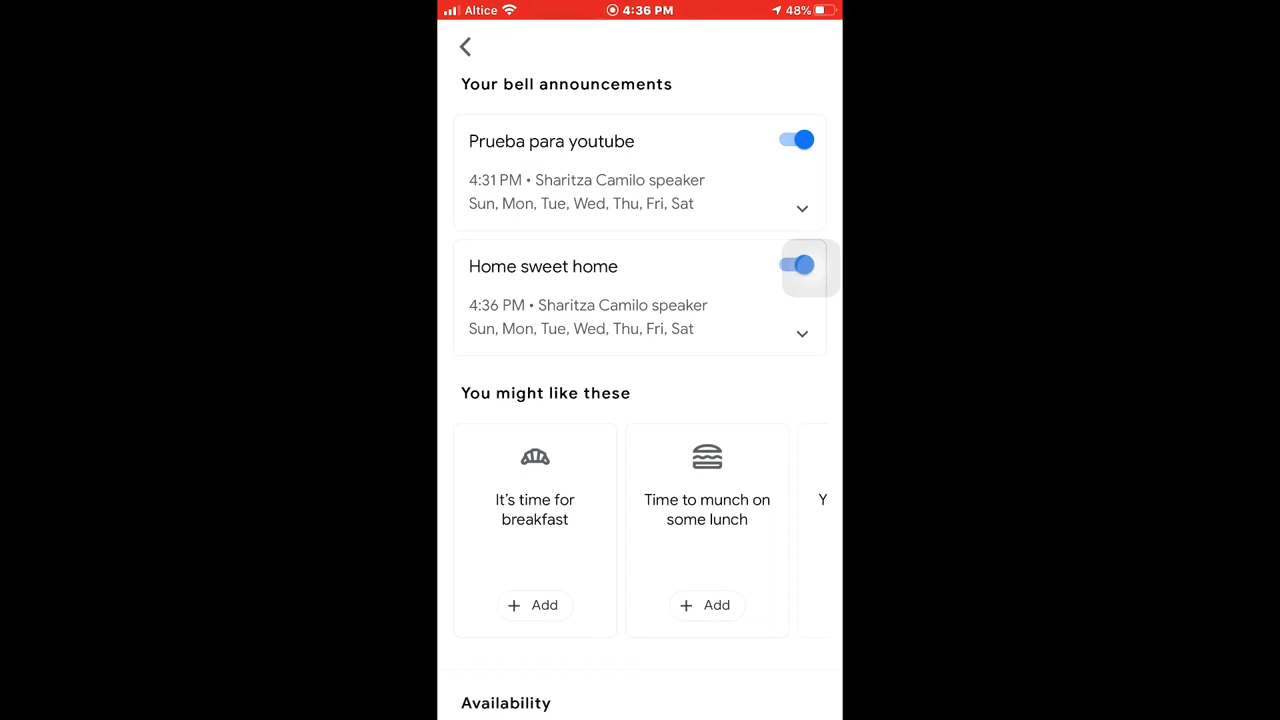 Altice 4:36 PM 48%
Your bell announcements
Prueba para youtube
4:31 PM • Sharitza Camilo speaker
Sun, Mon, Tue, Wed, Thu, Fri, Sat
Home sweet home
4:36 PM • Sharitza Camilo speaker
Sun, Mon, Tue, Wed, Thu, Fri, Sat
You might like these
It's time for
breakfast
+ Add
Time to munch on
some lunch
+ Add
Y
Availability